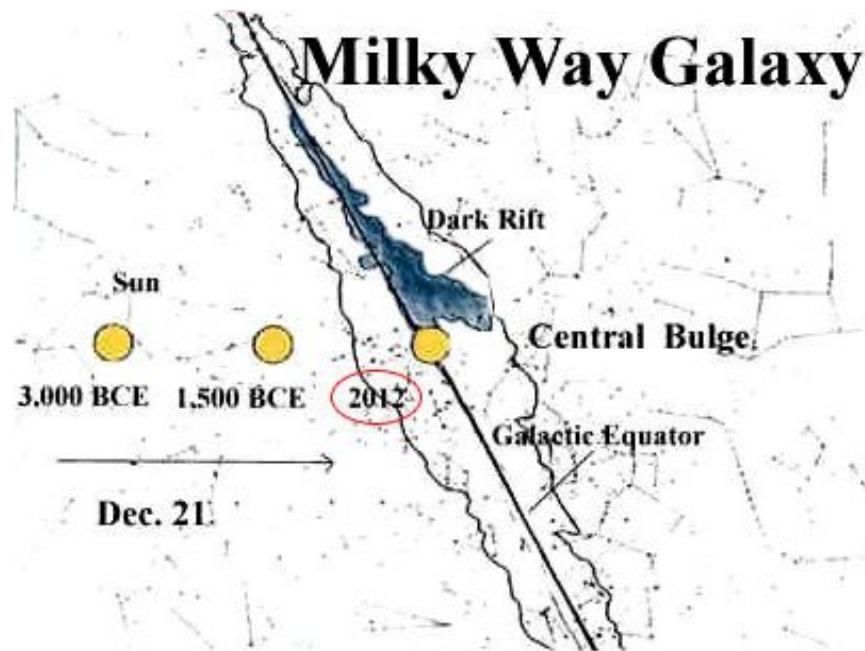 Milky Way Galaxy
Dark Rift
Sun
Central Bulge
3,000 BCE 1,500 BCE 2012
Galactic Equator
Dec. 21